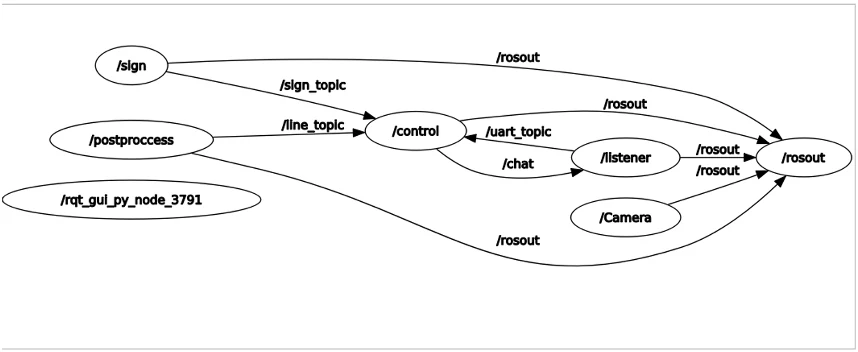 /rosout
/sign
/sign_topic
/rosout
/line_topic
/control
/uart_topic
/postproccess
/rosout
/listener
/rosout
/chat
/rosout
/rqt_gui_py_node_3791
/Camera
/rosout